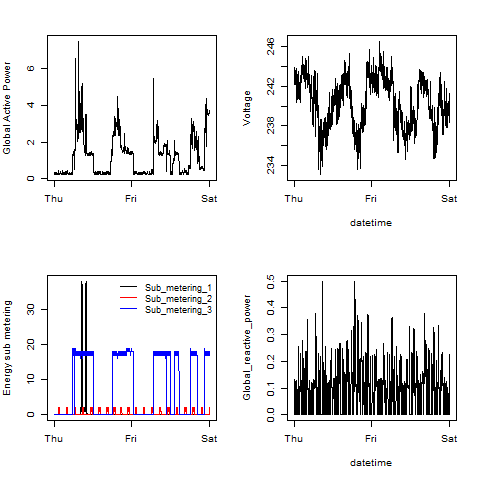 Global Active Power
0 2 4 6
Thu Fri Sat
Voltage
234 238 242 246
Thu Fri Sat
datetime
Energy sub metering
0 10 20 30
Sub_metering_1
Sub_metering_2
Sub_metering_3
Thu Fri Sat
Global_reactive_power
0.0 0.1 0.2 0.3 0.4 0.5
Thu Fri Sat
datetime